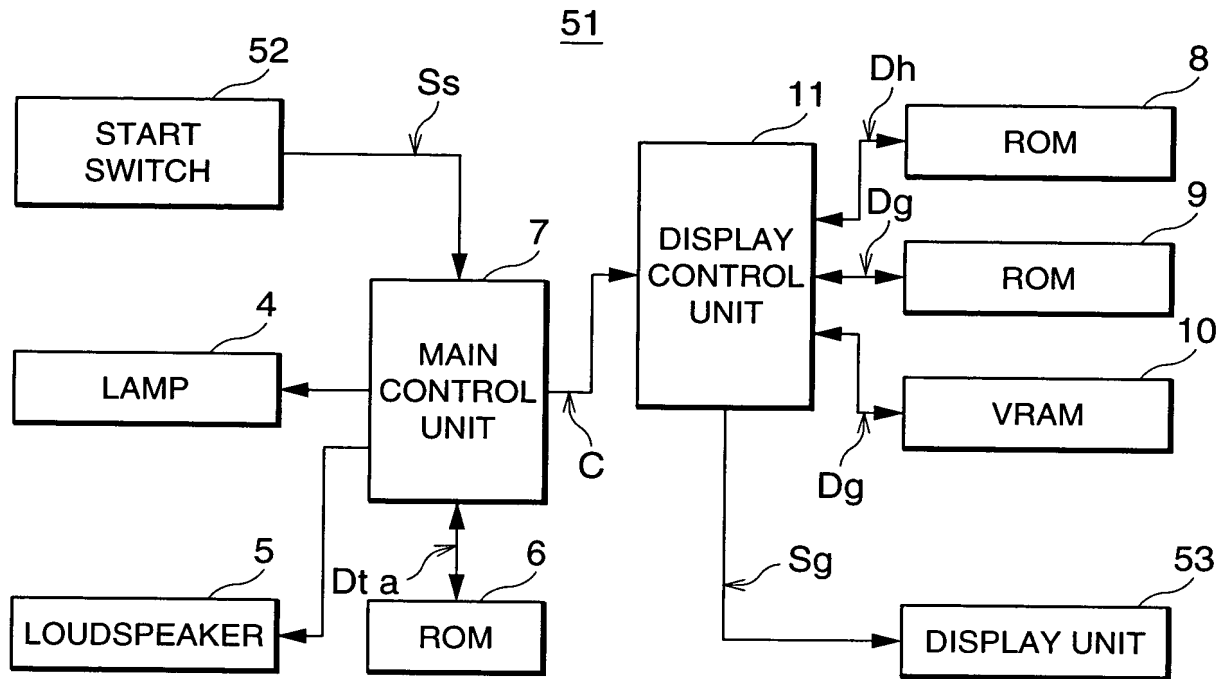 51
52
START
SWITCH
Ss
11
Dh
8
ROM
DISPLAY
CONTROL
UNIT
Dg
9
ROM
7
MAIN
CONTROL
UNIT
4
LAMP
C
10
VRAM
Dg
5
LOUDSPEAKER
Dt a
6
ROM
Sg
53
DISPLAY UNIT